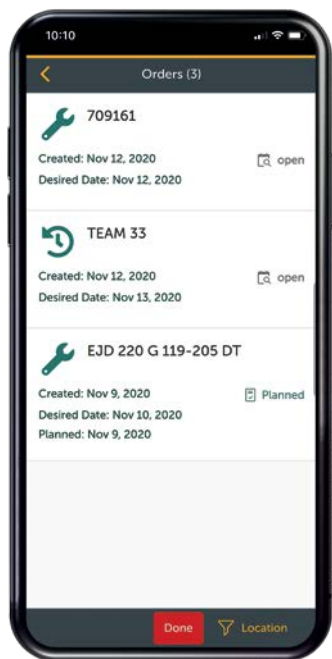 10:10
Orders (3)
709161
Created: Nov 12, 2020
open
Desired Date: Nov 12, 2020
TEAM 33
Created: Nov 12, 2020
open
Desired Date: Nov 13, 2020
EJD 220 G 119-205 DT
Created: Nov 9, 2020
Planned
Desired Date: Nov 10, 2020
Planned: Nov 9, 2020
Done
Location